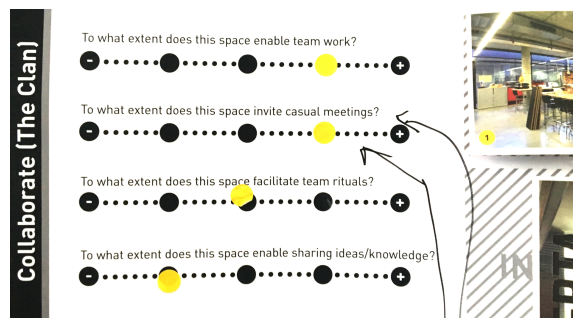 Collaborate (The Clan)
To what extent does this space enable team work?
- +
To what extent does this space invite casual meetings?
- +
To what extent does this space facilitate team rituals?
- +
To what extent does this space enable sharing ideas/knowledge?
- +
1
IN